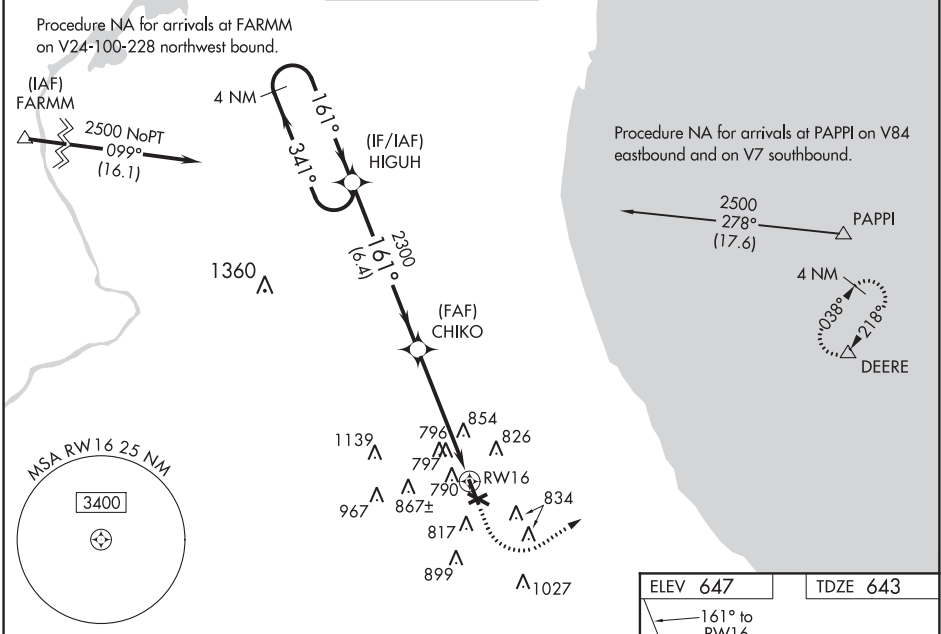 Procedure NA for arrivals at FARMM
on V24-100-228 northwest bound.
(IAF)
FARMM
2500 NoPT
099°
(16.1)
4 NM
161°
341°
(IF/IAF)
HIGUH
Procedure NA for arrivals at PAPPI on V84
eastbound and on V7 southbound.
2500
278°
(17.6)
PAPPI
4 NM
038°
218°
DEERE
2300
161°
(6.4)
1360
(FAF)
CHIKO
854
796
826
1139
797
790
RW16
967
867±
834
817
899
1027
MSA RW16 25 NM
3400
ELEV 647
TDZE 643
161° to
RW16